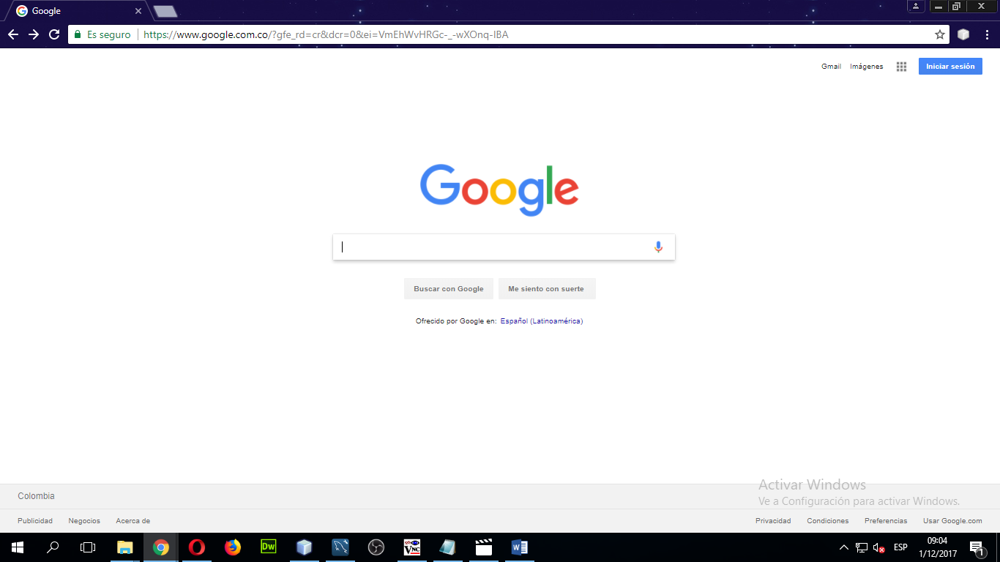 Google
Es seguro https://www.google.com.co/?gfe_rd=cr&dcr=0&ei=VmEhWvHRGc-_-wXOnq-IBA
Gmail Imágenes Iniciar sesión
Google
Buscar con Google Me siento con suerte
Ofrecido por Google en: Español (Latinoamérica)
Activar Windows
Ve a Configuración para activar Windows.
Colombia
Publicidad Negocios Acerca de Privacidad Condiciones Preferencias Usar Google.com
Dw VNC W ESP 09:04
1/12/2017 1